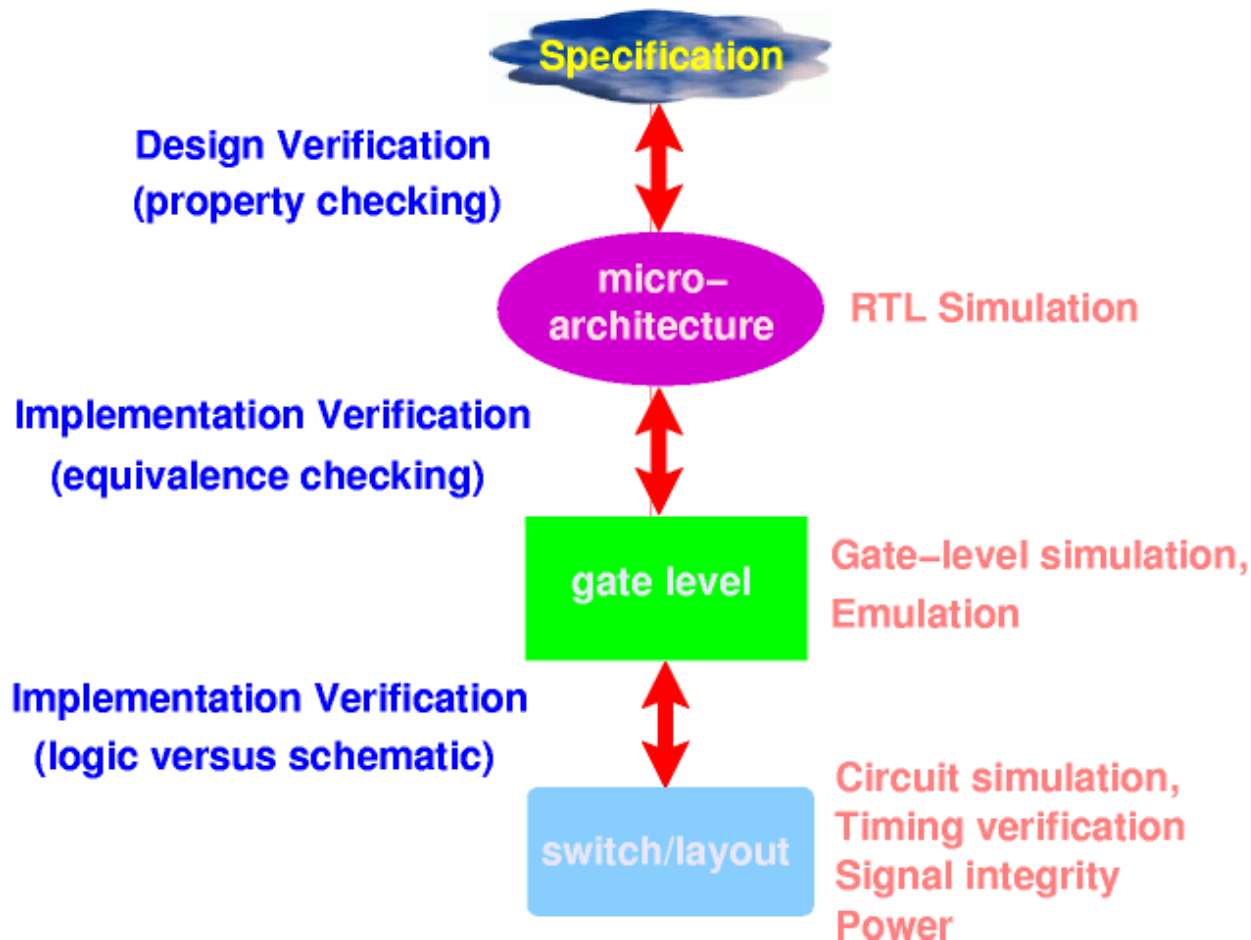 Specification
Design Verification
(property checking)
micro–
architecture
RTL Simulation
Implementation Verification
(equivalence checking)
gate level
Gate–level simulation,
Emulation
Implementation Verification
(logic versus schematic)
switch/layout
Circuit simulation,
Timing verification
Signal integrity
Power